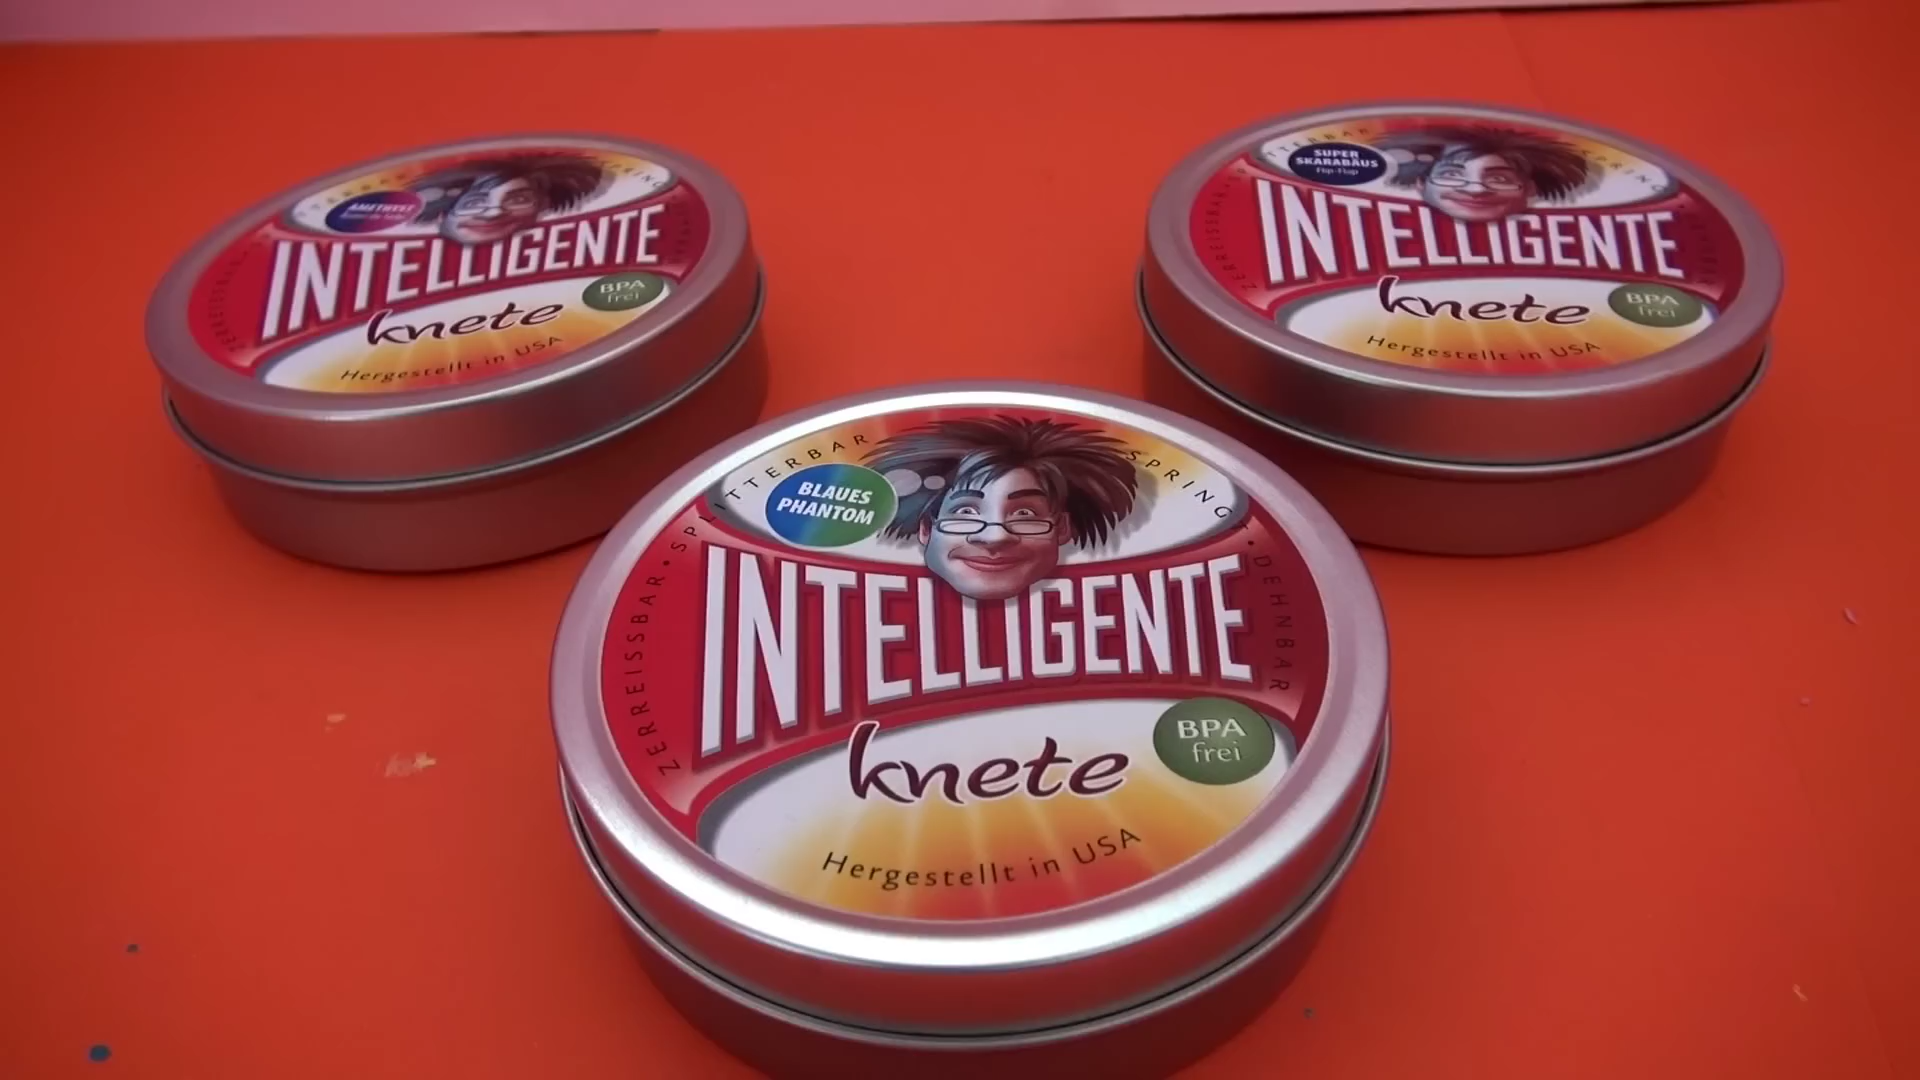 AMETHYST
INTELLIGENTE
knete
BPA
frei
Hergestellt in USA
SUPER
SKARABÄUS
Flip-Flop
INTELLIGENTE
knete
BPA
frei
Hergestellt in USA
ZERREISSBAR • SPLITTERBAR
SPRING
DEHNBAR
BLAUES
PHANTOM
INTELLIGENTE
knete
BPA
frei
Hergestellt in USA